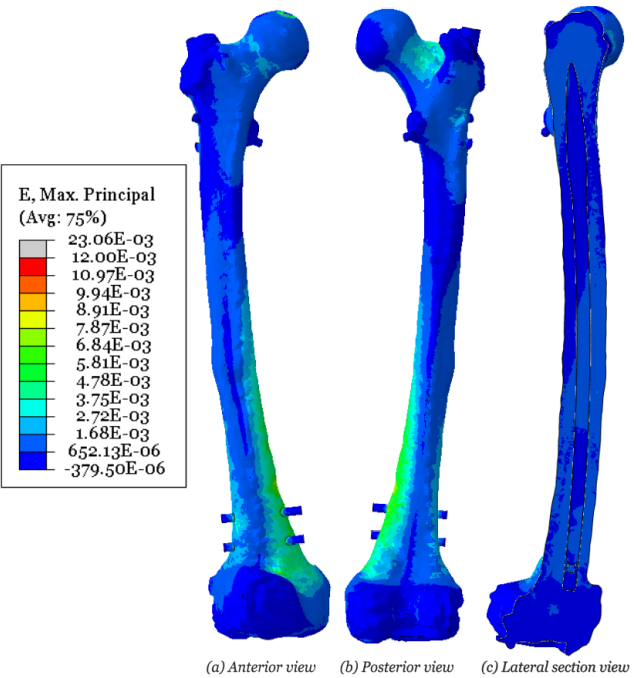 E, Max. Principal
(Avg: 75%)
23.06E-03
12.00E-03
10.97E-03
9.94E-03
8.91E-03
7.87E-03
6.84E-03
5.81E-03
4.78E-03
3.75E-03
2.72E-03
1.68E-03
652.13E-06
-379.50E-06
(a) Anterior view (b) Posterior view (c) Lateral section view